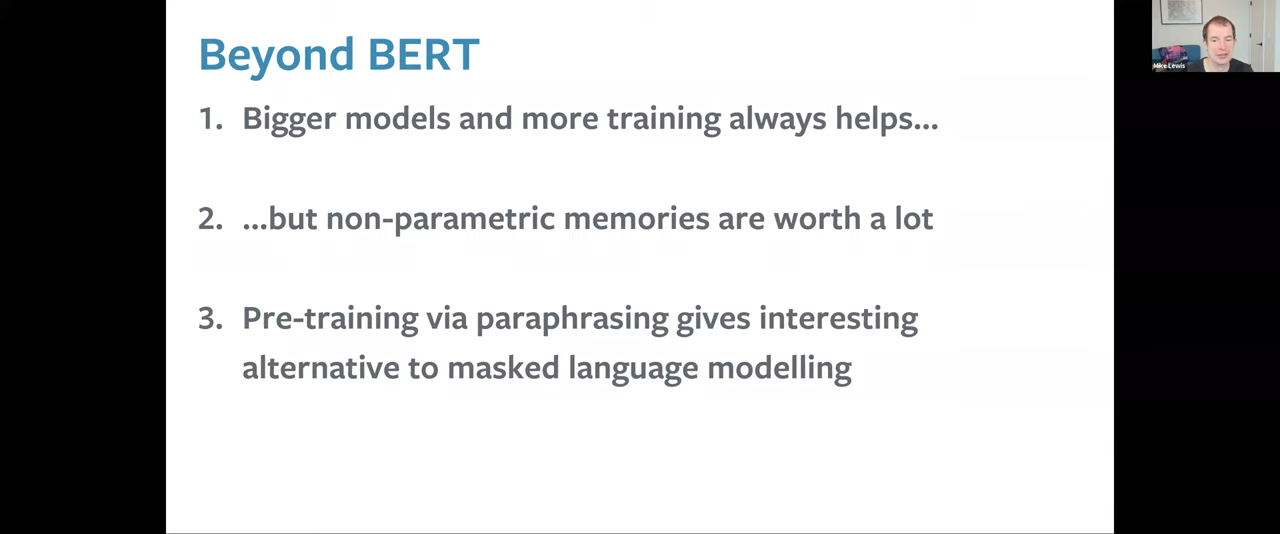 Beyond BERT
1. Bigger models and more training always helps...
2. ...but non-parametric memories are worth a lot
3. Pre-training via paraphrasing gives interesting
alternative to masked language modelling
Mike Lewis